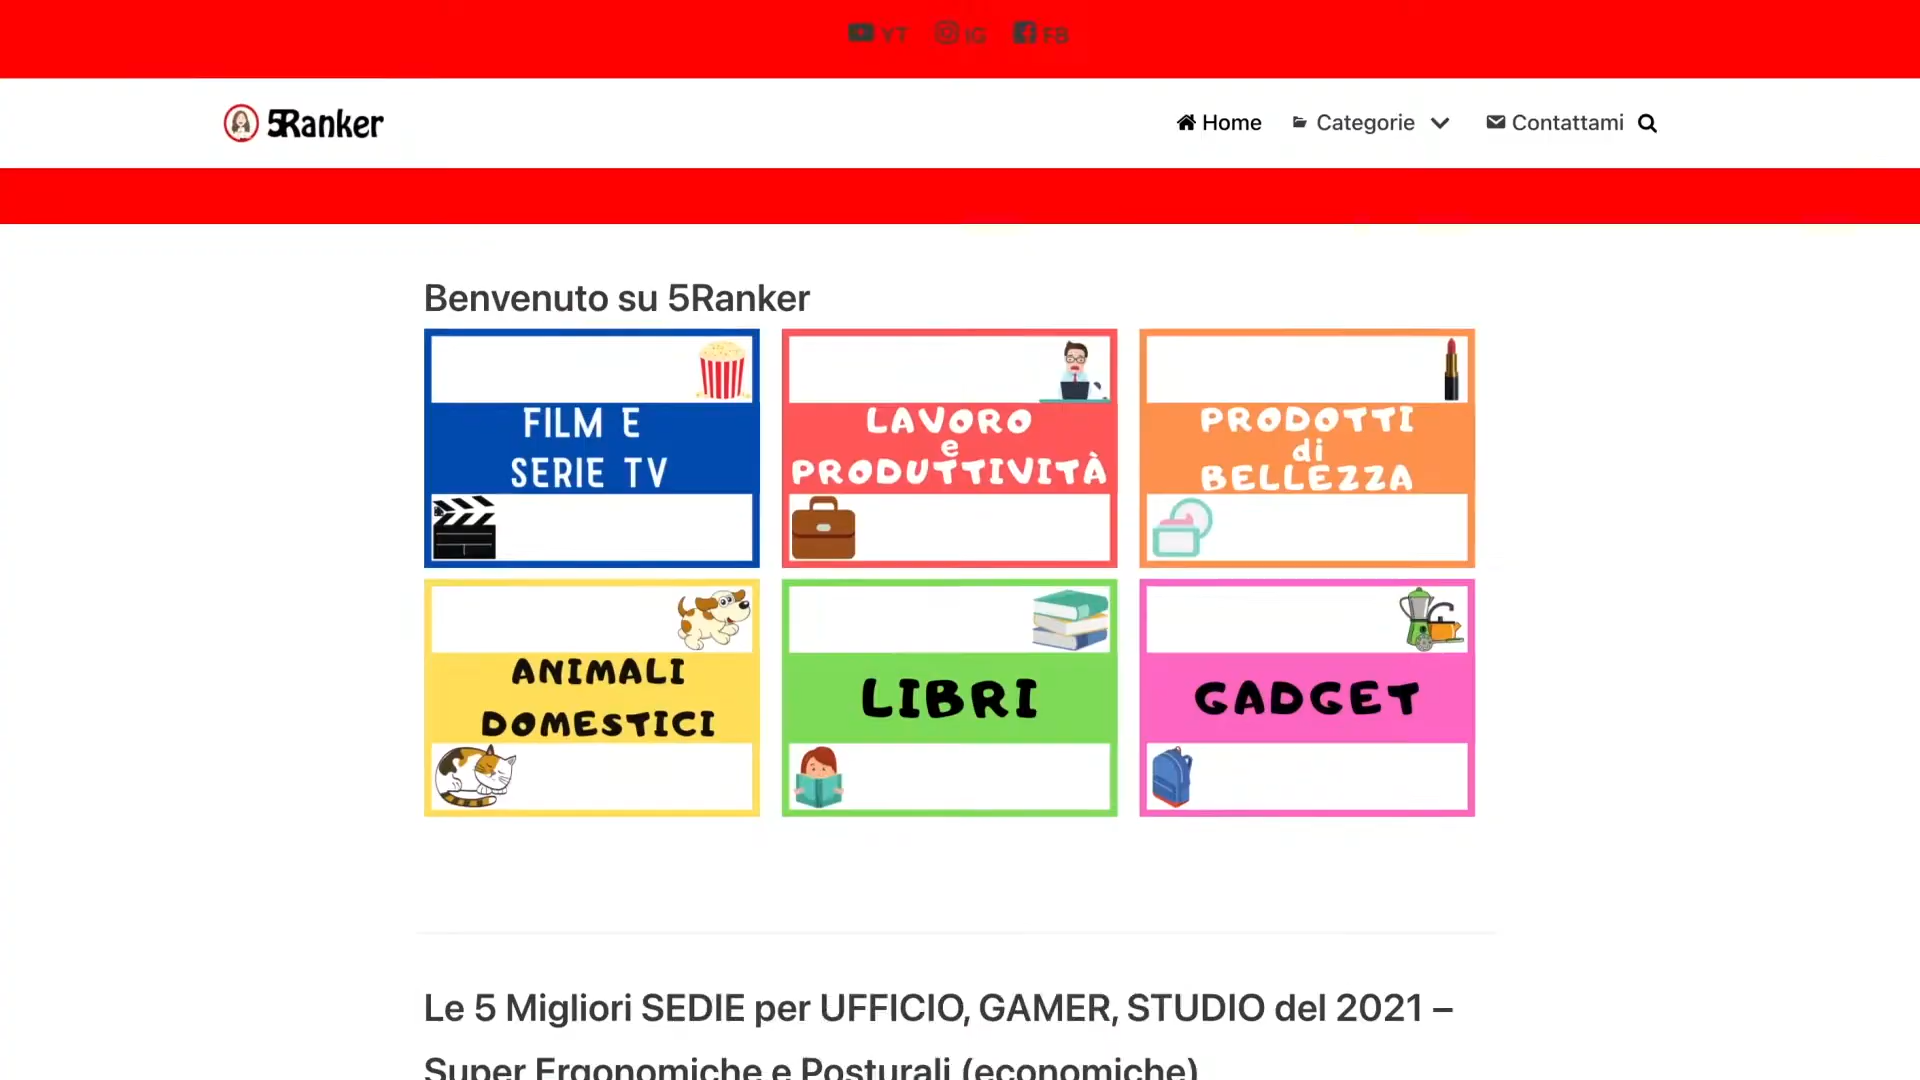 YT IG FB
5Ranker
Home Categorie Contattami
Benvenuto su 5Ranker
FILM E
SERIE TV
LAVORO
e
PRODUTTIVITÀ
PRODOTTI
di
BELLEZZA
ANIMALI
DOMESTICI
LIBRI
GADGET
Le 5 Migliori SEDIE per UFFICIO, GAMER, STUDIO del 2021 –
Super Ergonomiche e Posturali (economiche)